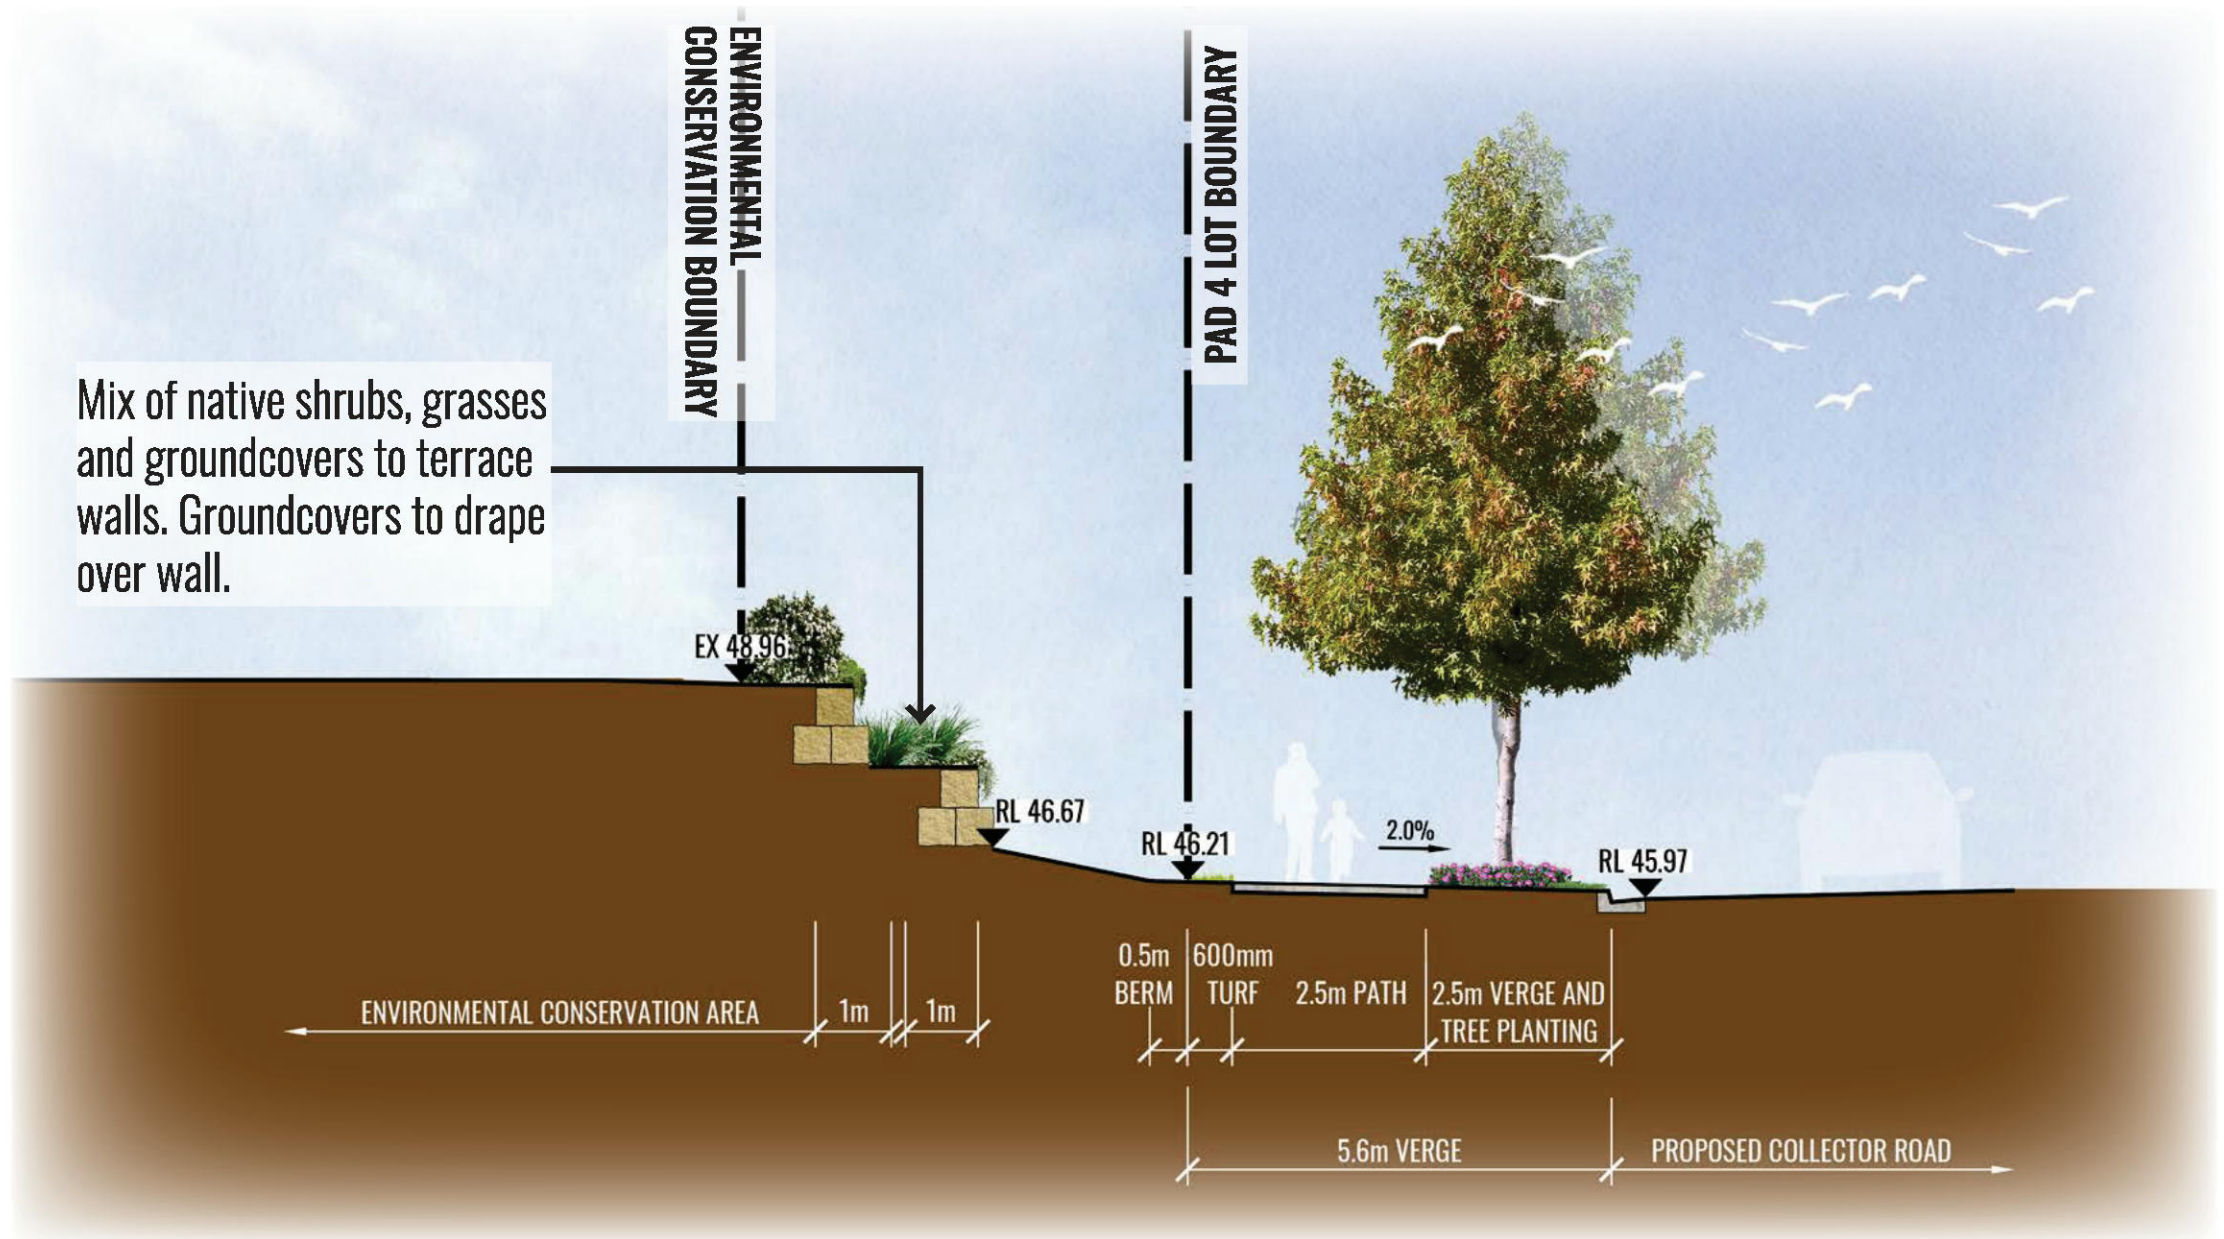 ENVIRONMENTAL
CONSERVATION BOUNDARY
PAD 4 LOT BOUNDARY
Mix of native shrubs, grasses
and groundcovers to terrace
walls. Groundcovers to drape
over wall.
EX 48.96
RL 46.67
RL 46.21
2.0%
RL 45.97
0.5m
BERM
600mm
TURF
2.5m PATH
2.5m VERGE AND
TREE PLANTING
ENVIRONMENTAL CONSERVATION AREA
1m
1m
5.6m VERGE
PROPOSED COLLECTOR ROAD